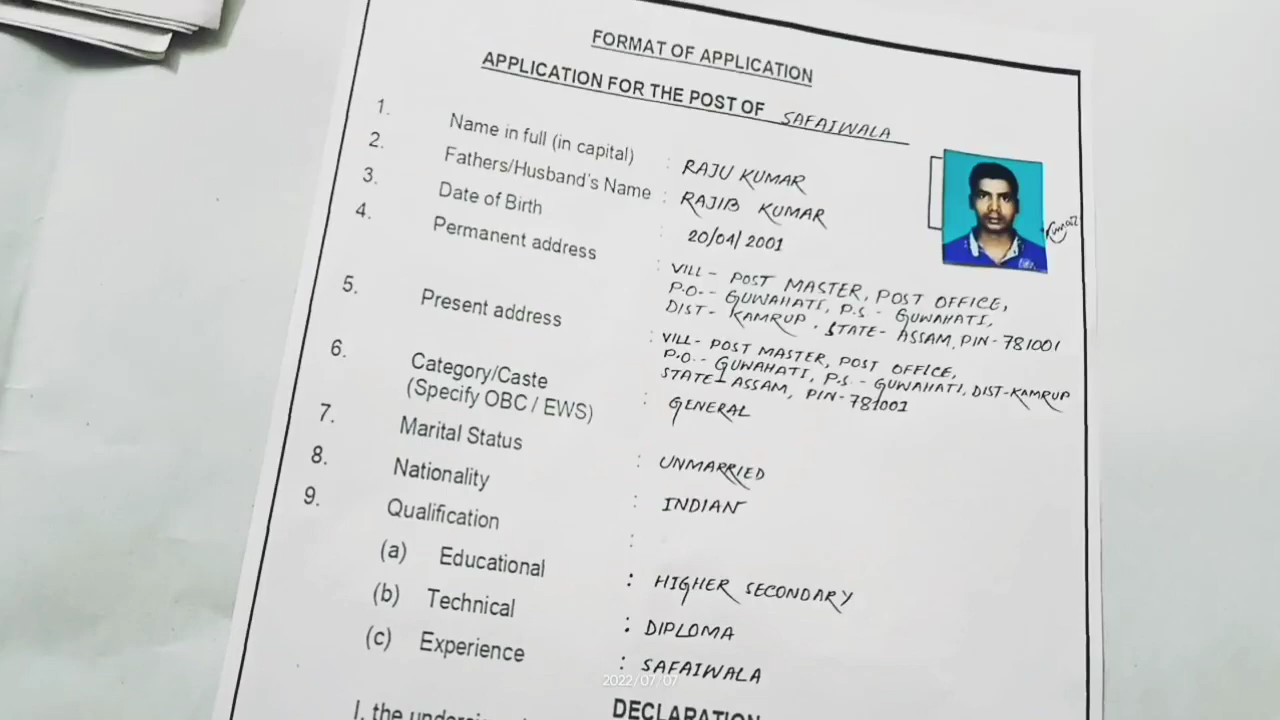 FORMAT OF APPLICATION
APPLICATION FOR THE POST OF SAFAIWALA
1. Name in full (in capital) : RAJU KUMAR
2. Fathers/Husband's Name : RAJIB KUMAR
3. Date of Birth : 20/04/2001
4. Permanent address : VILL - POST MASTER, POST OFFICE,
P.O. - GUWAHATI, P.S. - GUWAHATI,
DIST - KAMRUP. STATE - ASSAM, PIN - 781001
5. Present address : VILL - POST MASTER, POST OFFICE,
P.O. - GUWAHATI, P.S. - GUWAHATI, DIST-KAMRUP
STATE - ASSAM, PIN - 781001
6. Category/Caste : GENERAL
(Specify OBC / EWS)
7. Marital Status : UNMARRIED
8. Nationality : INDIAN
9. Qualification :
(a) Educational : HIGHER SECONDARY
(b) Technical : DIPLOMA
(c) Experience : SAFAIWALA
2022/07/07
DECLARATION
I, the